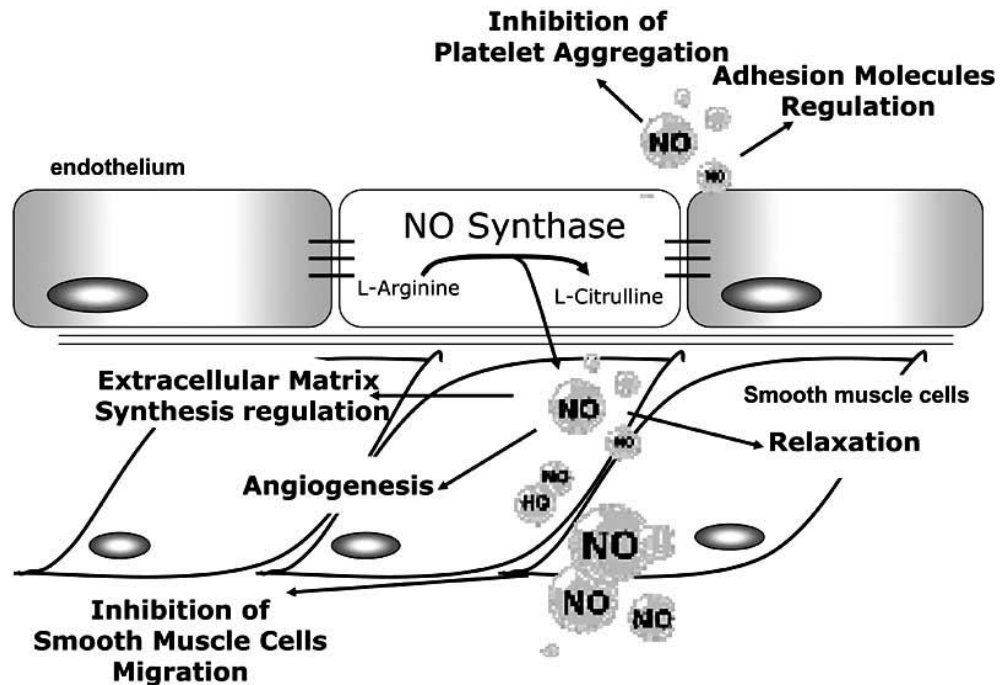 Inhibition of
Platelet Aggregation
Adhesion Molecules
Regulation
NO
NO
endothelium
NO Synthase
L-Arginine
L-Citrulline
Extracellular Matrix
Synthesis regulation
NO
Smooth muscle cells
NO
Relaxation
Angiogenesis
NO
HO
NO
NO
NO
Inhibition of
Smooth Muscle Cells
Migration